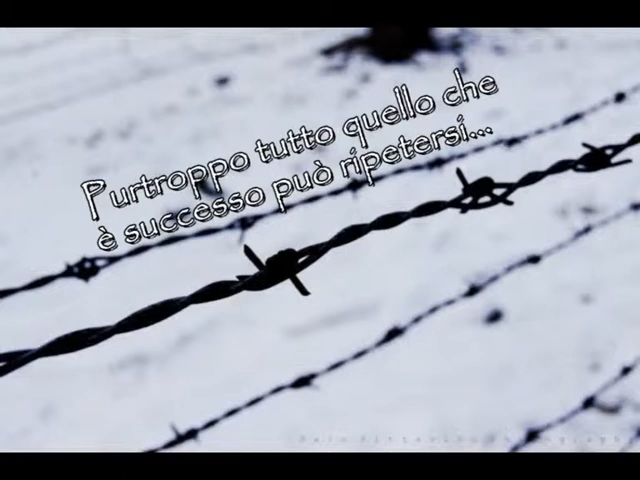 Purtroppo tutto quello che
è successo può ripetersi...